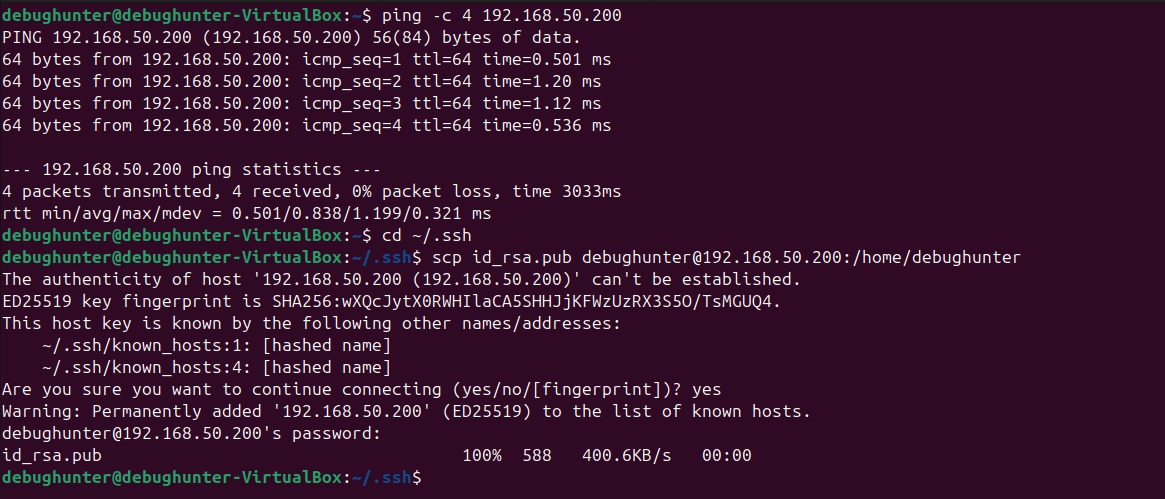 debughunter@debughunter-VirtualBox:~$ ping -c 4 192.168.50.200
PING 192.168.50.200 (192.168.50.200) 56(84) bytes of data.
64 bytes from 192.168.50.200: icmp_seq=1 ttl=64 time=0.501 ms
64 bytes from 192.168.50.200: icmp_seq=2 ttl=64 time=1.20 ms
64 bytes from 192.168.50.200: icmp_seq=3 ttl=64 time=1.12 ms
64 bytes from 192.168.50.200: icmp_seq=4 ttl=64 time=0.536 ms

--- 192.168.50.200 ping statistics ---
4 packets transmitted, 4 received, 0% packet loss, time 3033ms
rtt min/avg/max/mdev = 0.501/0.838/1.199/0.321 ms
debughunter@debughunter-VirtualBox:~$ cd ~/.ssh
debughunter@debughunter-VirtualBox:~/.ssh$ scp id_rsa.pub debughunter@192.168.50.200:/home/debughunter
The authenticity of host '192.168.50.200 (192.168.50.200)' can't be established.
ED25519 key fingerprint is SHA256:wXQcJytX0RWHIlaCA5SHHJjKFWzUzRX3S5O/TsMGUQ4.
This host key is known by the following other names/addresses:
    ~/.ssh/known_hosts:1: [hashed name]
    ~/.ssh/known_hosts:4: [hashed name]
Are you sure you want to continue connecting (yes/no/[fingerprint])? yes
Warning: Permanently added '192.168.50.200' (ED25519) to the list of known hosts.
debughunter@192.168.50.200's password:
id_rsa.pub                                    100%  588   400.6KB/s   00:00
debughunter@debughunter-VirtualBox:~/.ssh$